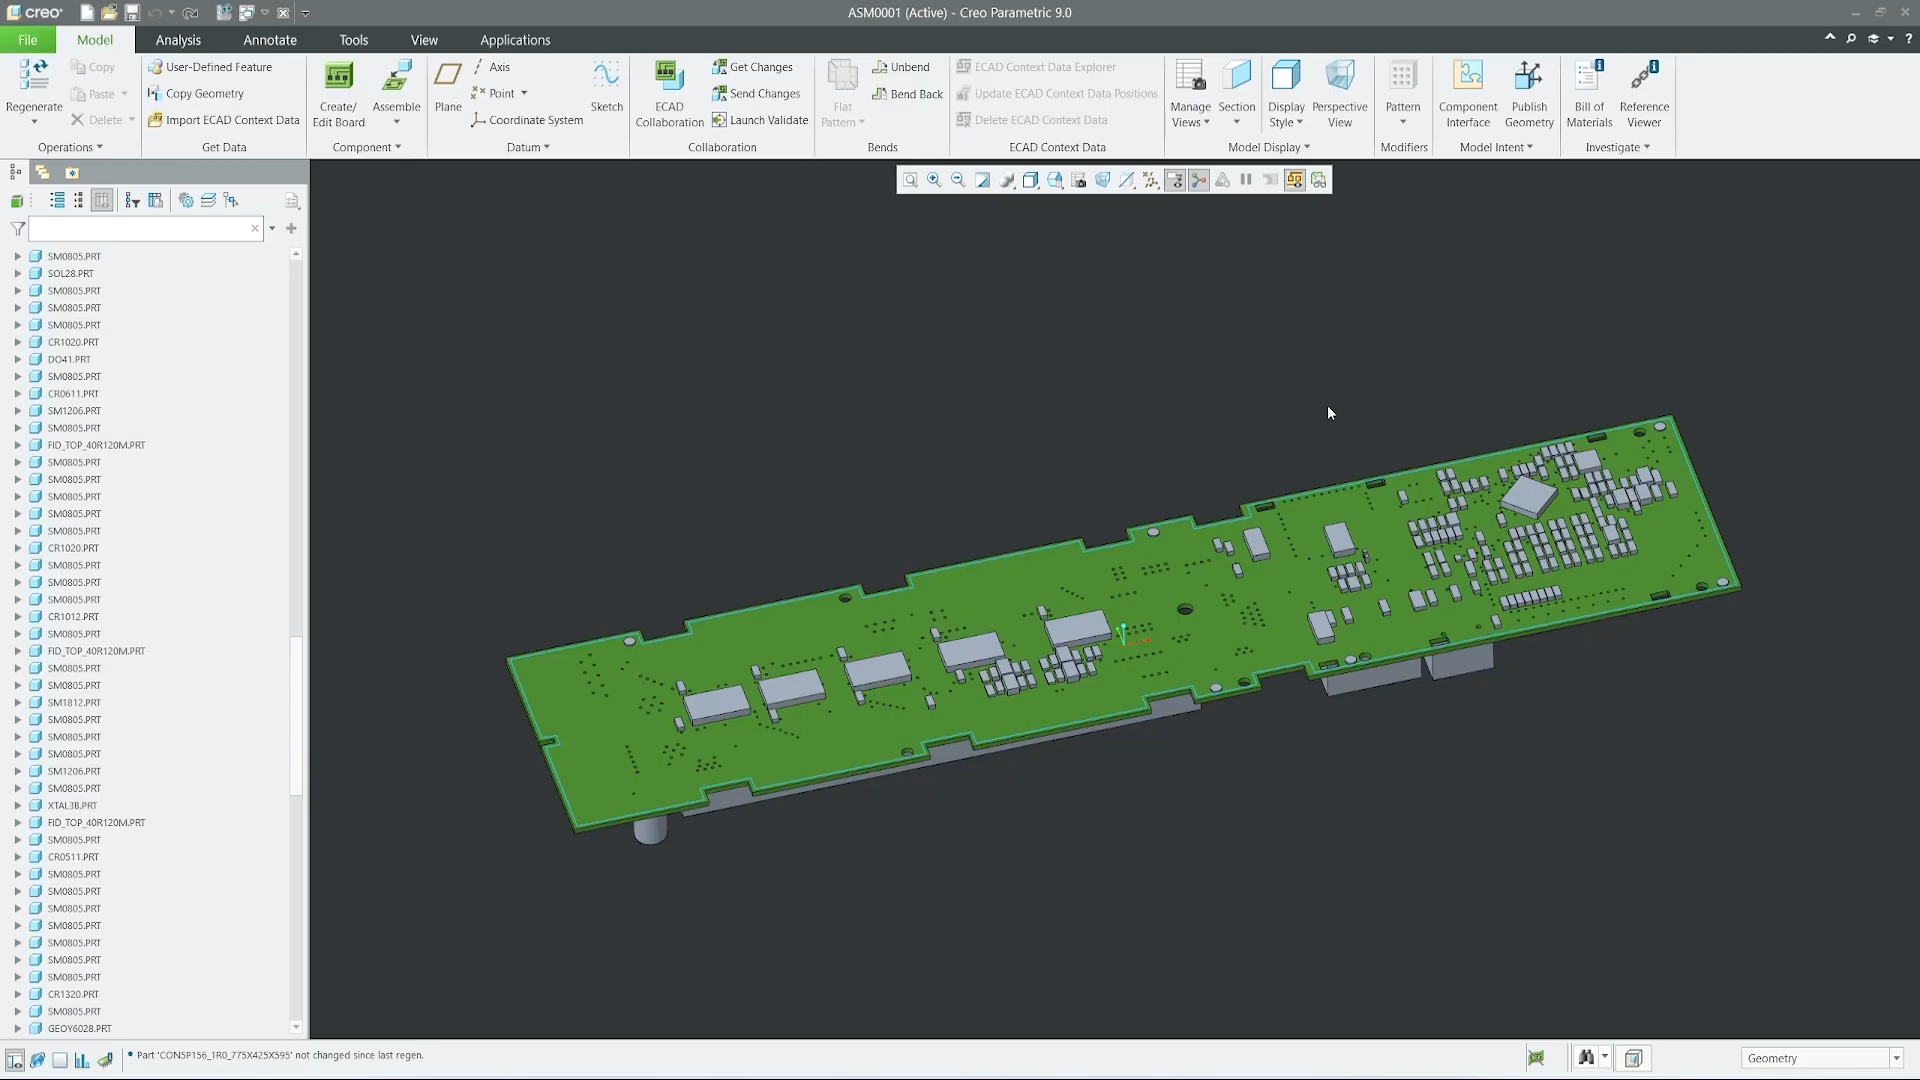 creo
ASM0001 (Active) - Creo Parametric 9.0
File Model Analysis Annotate Tools View Applications
Regenerate
Copy
Paste
Delete
Operations
User-Defined Feature
Copy Geometry
Import ECAD Context Data
Get Data
Create/
Edit Board
Assemble
Component
Plane
Axis
Point
Coordinate System
Sketch
Datum
ECAD
Collaboration
Get Changes
Send Changes
Launch Validate
Collaboration
Flat
Pattern
Unbend
Bend Back
Bends
ECAD Context Data Explorer
Update ECAD Context Data Positions
Delete ECAD Context Data
ECAD Context Data
Manage
Views
Section
Display
Style
Perspective
View
Model Display
Pattern
Modifiers
Component
Interface
Publish
Geometry
Model Intent
Bill of
Materials
Reference
Viewer
Investigate
SM0805.PRT
SOL28.PRT
SM0805.PRT
SM0805.PRT
SM0805.PRT
CR1020.PRT
DO41.PRT
SM0805.PRT
CR0611.PRT
SM1206.PRT
SM0805.PRT
FID_TOP_40R120M.PRT
SM0805.PRT
SM0805.PRT
SM0805.PRT
SM0805.PRT
SM0805.PRT
CR1020.PRT
SM0805.PRT
SM0805.PRT
SM0805.PRT
CR1012.PRT
SM0805.PRT
FID_TOP_40R120M.PRT
SM0805.PRT
SM0805.PRT
SM1812.PRT
SM0805.PRT
SM0805.PRT
SM0805.PRT
SM1206.PRT
SM0805.PRT
XTAL3B.PRT
FID_TOP_40R120M.PRT
SM0805.PRT
CR0511.PRT
SM0805.PRT
SM0805.PRT
SM0805.PRT
SM0805.PRT
SM0805.PRT
SM0805.PRT
SM0805.PRT
CR1320.PRT
SM0805.PRT
GEOY6028.PRT
Part 'CON5P156_1R0_775X425X595' not changed since last regen.
Geometry